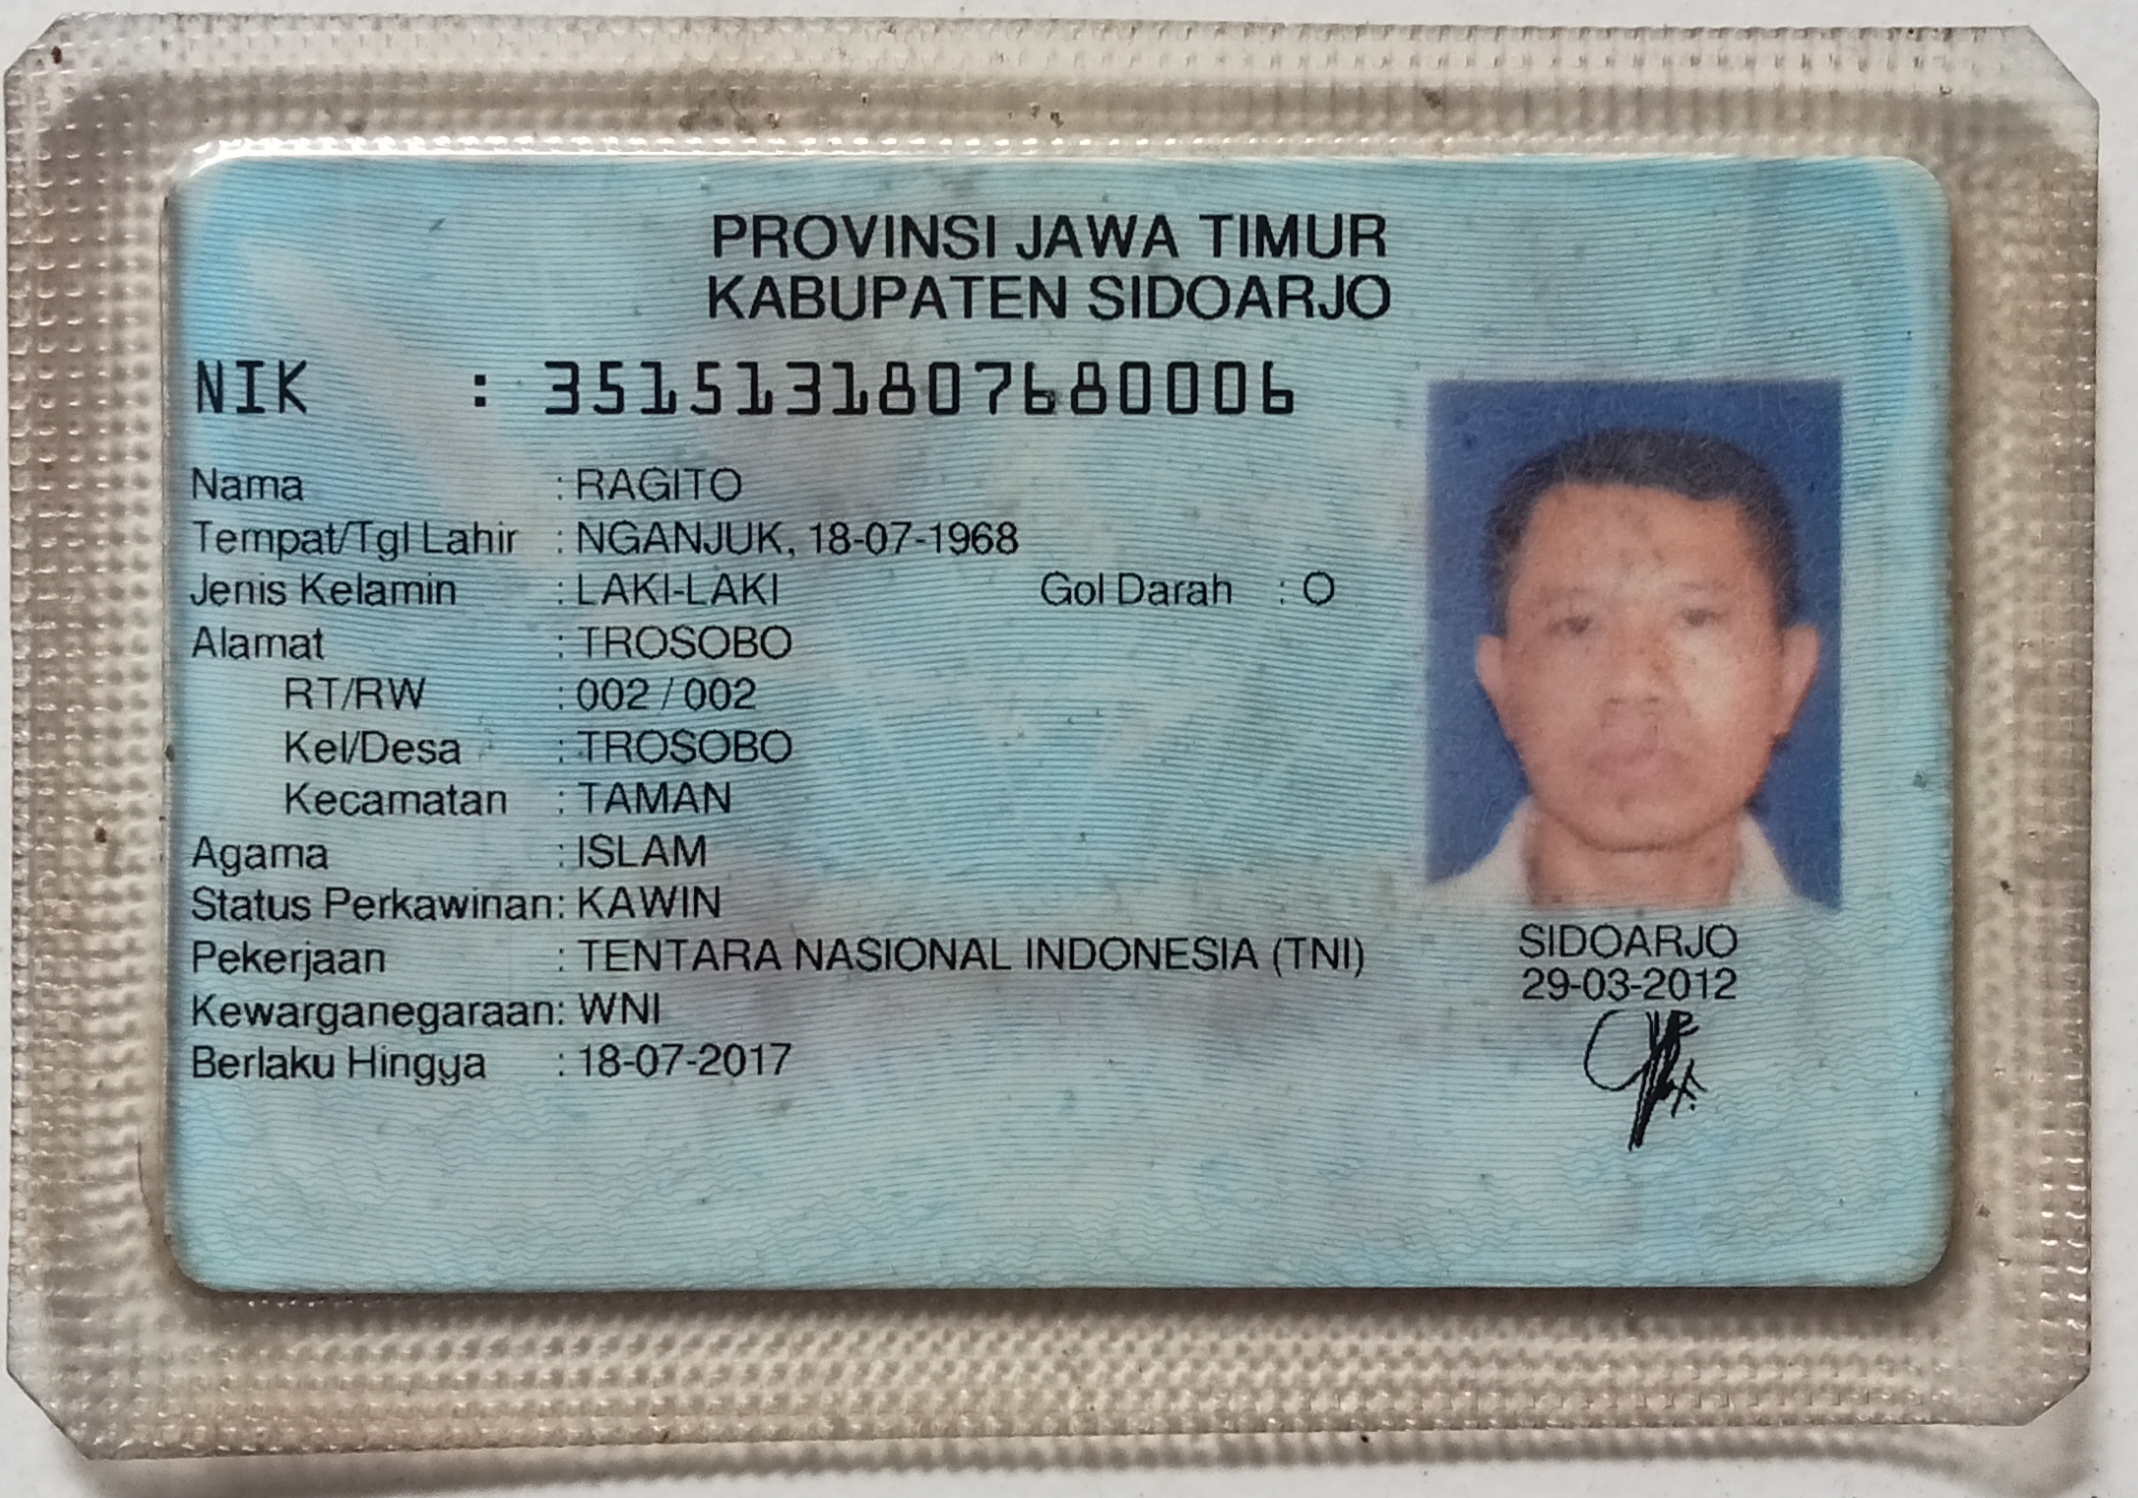 PROVINSI JAWA TIMUR
KABUPATEN SIDOARJO
NIK : 3515131807680006
Nama : RAGITO
Tempat/Tgl Lahir : NGANJUK, 18-07-1968
Jenis Kelamin : LAKI-LAKI Gol Darah : O
Alamat : TROSOBO
RT/RW : 002 / 002
Kel/Desa : TROSOBO
Kecamatan : TAMAN
Agama : ISLAM
Status Perkawinan: KAWIN
Pekerjaan : TENTARA NASIONAL INDONESIA (TNI)
Kewarganegaraan: WNI
Berlaku Hingga : 18-07-2017
SIDOARJO
29-03-2012